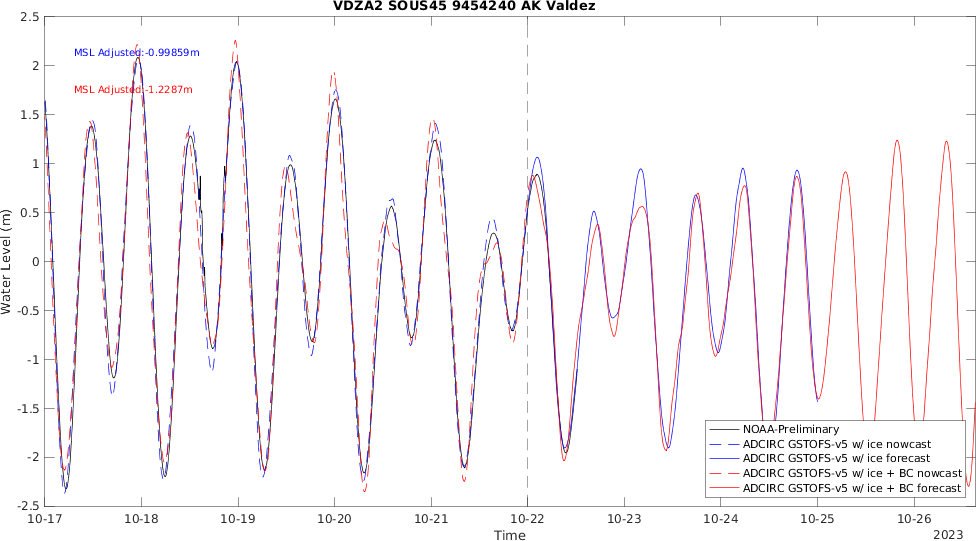 VDZA2 SOUS45 9454240 AK Valdez
2.5
2
1.5
1
0.5
0
-0.5
-1
-1.5
-2
-2.5
Water Level (m)
MSL Adjusted:-0.99859m
MSL Adjusted:-1.2287m
NOAA-Preliminary
ADCIRC GSTOFS-v5 w/ ice nowcast
ADCIRC GSTOFS-v5 w/ ice forecast
ADCIRC GSTOFS-v5 w/ ice + BC nowcast
ADCIRC GSTOFS-v5 w/ ice + BC forecast
10-17 10-18 10-19 10-20 10-21 10-22 10-23 10-24 10-25 10-26
Time
2023